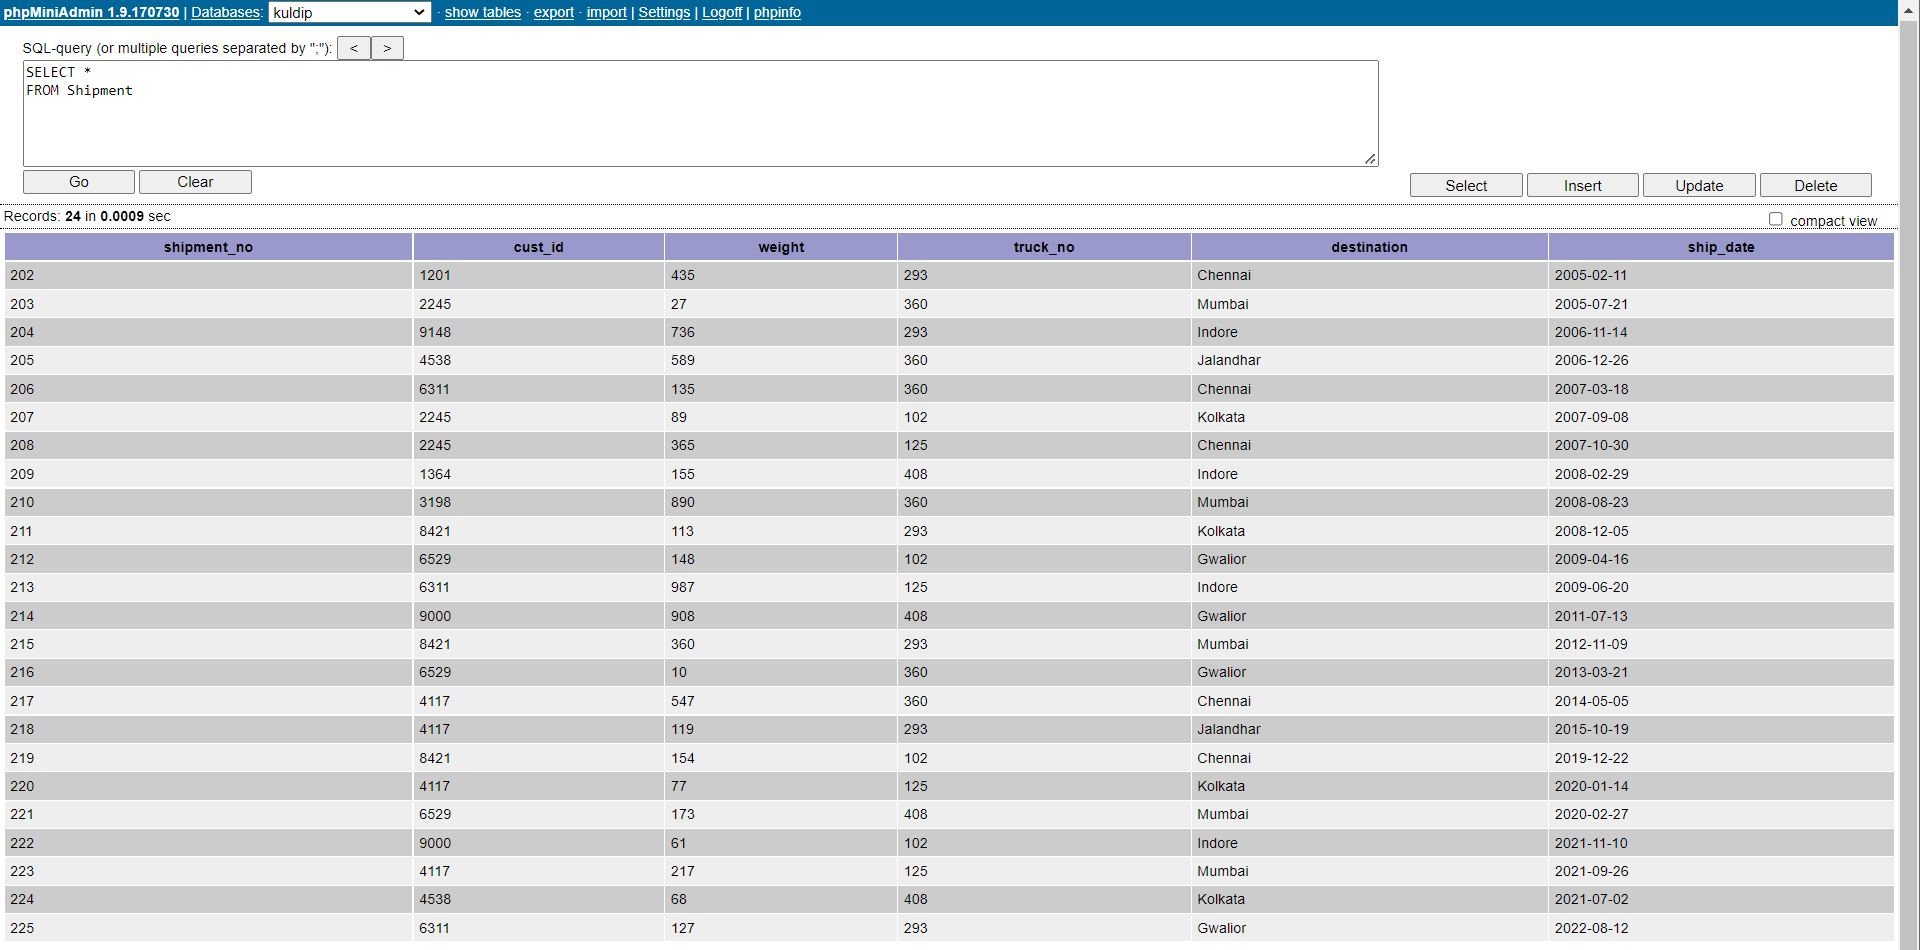 phpMiniAdmin 1.9.170730 | Databases: kuldip · show tables · export · import | Settings | Logoff | phpinfo
SQL-query (or multiple queries separated by ";"): < >
SELECT *
FROM Shipment
Go Clear Select Insert Update Delete
Records: 24 in 0.0009 sec compact view
shipment_no cust_id weight truck_no destination ship_date
202 1201 435 293 Chennai 2005-02-11
203 2245 27 360 Mumbai 2005-07-21
204 9148 736 293 Indore 2006-11-14
205 4538 589 360 Jalandhar 2006-12-26
206 6311 135 360 Chennai 2007-03-18
207 2245 89 102 Kolkata 2007-09-08
208 2245 365 125 Chennai 2007-10-30
209 1364 155 408 Indore 2008-02-29
210 3198 890 360 Mumbai 2008-08-23
211 8421 113 293 Kolkata 2008-12-05
212 6529 148 102 Gwalior 2009-04-16
213 6311 987 125 Indore 2009-06-20
214 9000 908 408 Gwalior 2011-07-13
215 8421 360 293 Mumbai 2012-11-09
216 6529 10 360 Gwalior 2013-03-21
217 4117 547 360 Chennai 2014-05-05
218 4117 119 293 Jalandhar 2015-10-19
219 8421 154 102 Chennai 2019-12-22
220 4117 77 125 Kolkata 2020-01-14
221 6529 173 408 Mumbai 2020-02-27
222 9000 61 102 Indore 2021-11-10
223 4117 217 125 Mumbai 2021-09-26
224 4538 68 408 Kolkata 2021-07-02
225 6311 127 293 Gwalior 2022-08-12